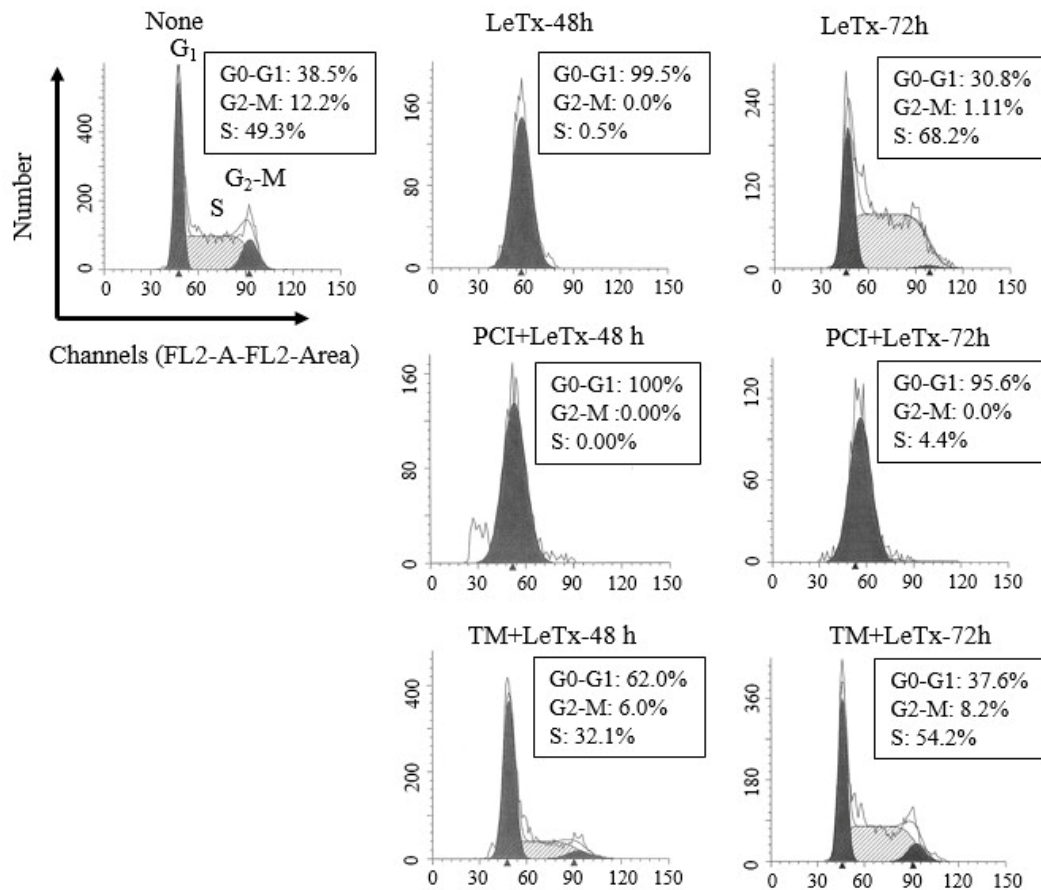 None
G1
G0-G1: 38.5%
G2-M: 12.2%
S: 49.3%
G2-M
S
Number
400
200
0
0 30 60 90 120 150
Channels (FL2-A-FL2-Area)
LeTx-48h
G0-G1: 99.5%
G2-M: 0.0%
S: 0.5%
160
80
0
0 30 60 90 120 150
LeTx-72h
G0-G1: 30.8%
G2-M: 1.11%
S: 68.2%
240
120
0
0 30 60 90 120 150
PCI+LeTx-48 h
G0-G1: 100%
G2-M :0.00%
S: 0.00%
160
80
0
0 30 60 90 120 150
PCI+LeTx-72h
G0-G1: 95.6%
G2-M: 0.0%
S: 4.4%
120
60
0
0 30 60 90 120 150
TM+LeTx-48 h
G0-G1: 62.0%
G2-M: 6.0%
S: 32.1%
400
200
0
0 30 60 90 120 150
TM+LeTx-72h
G0-G1: 37.6%
G2-M: 8.2%
S: 54.2%
360
180
0
0 30 60 90 120 150